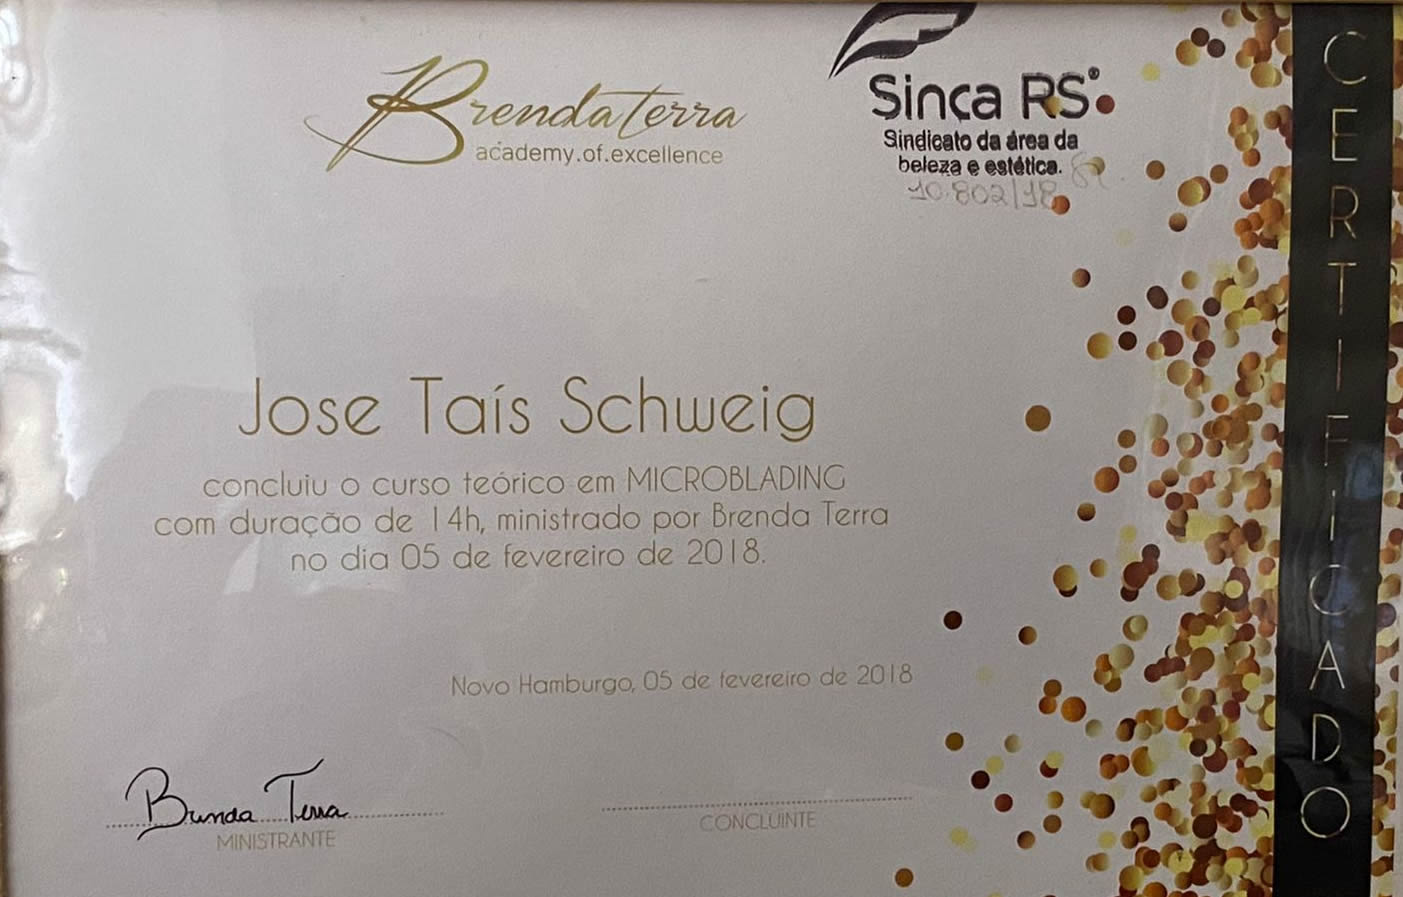 Brenda Terra
academy.of.excellence
Sinca RS®
Sindicato da área da
beleza e estética.
10.802/18
Jose Taís Schweig
concluiu o curso teórico em MICROBLADING
com duração de 14h, ministrado por Brenda Terra
no dia 05 de fevereiro de 2018.
Novo Hamburgo, 05 de fevereiro de 2018
Brenda Terra
MINISTRANTE
CONCLUINTE
CERTIFICADO